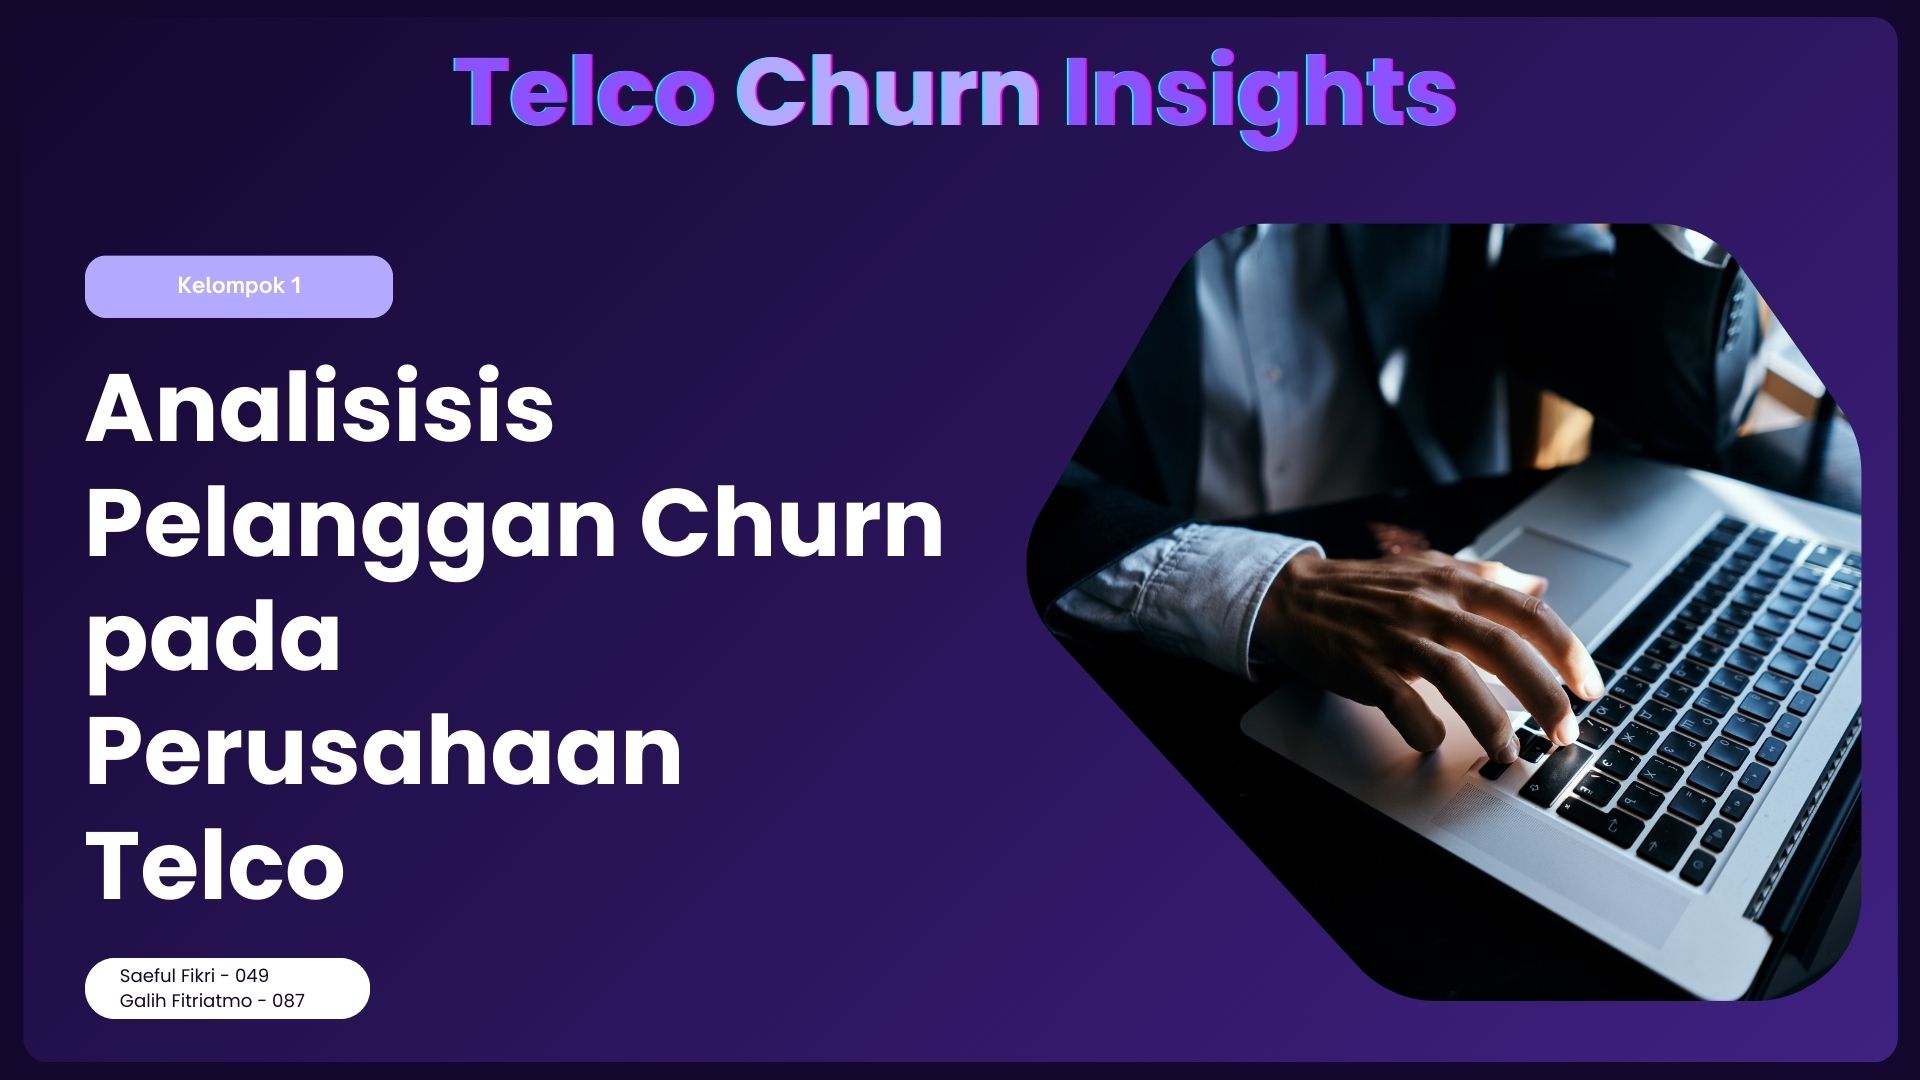 Telco Churn Insights
Kelompok 1
Analisisis
Pelanggan Churn
pada
Perusahaan
Telco
Saeful Fikri - 049
Galih Fitriatmo - 087